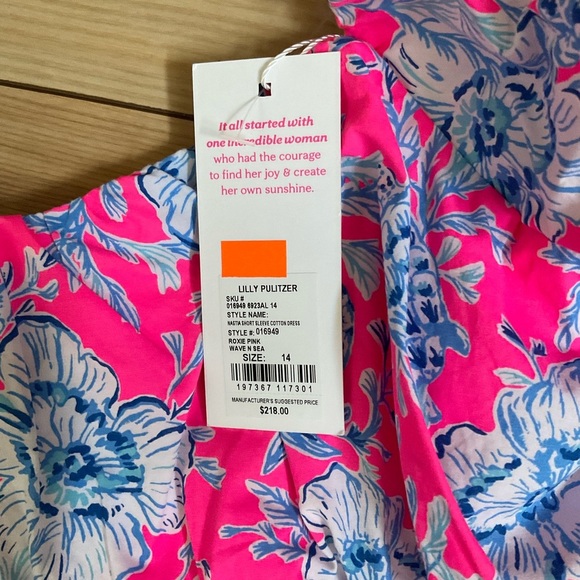 It all started with
one incredible woman
who had the courage
to find her joy & create
her own sunshine.
LILLY PULITZER
SKU #
016949 6923AL 14
STYLE NAME:
NASTIA SHORT SLEEVE COTTON DRESS
STYLE #: 016949
ROXIE PINK
WAVE N SEA
SIZE: 14
197367 117301
MANUFACTURER'S SUGGESTED PRICE
$218.00